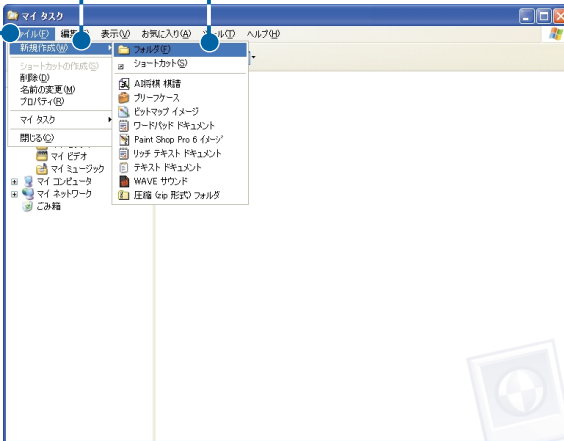 マイ タスク
編集 表示(V) お気に入り(A) ヘルプ(H)
新規作成(W)
ショートカットの作成(S)
削除(D)
名前の変更(M)
プロパティ(R)
マイ タスク
閉じる(C)
フォルダ(F)
ショートカット(S)
AI将棋 棋譜
ブリーフケース
ビットマップ イメージ
ワードパッド ドキュメント
Paint Shop Pro 6 イメージ
リッチ テキスト ドキュメント
テキスト ドキュメント
WAVE サウンド
圧縮 (zip 形式) フォルダ
マイ ビデオ
マイ ミュージック
マイ コンピュータ
マイ ネットワーク
ごみ箱